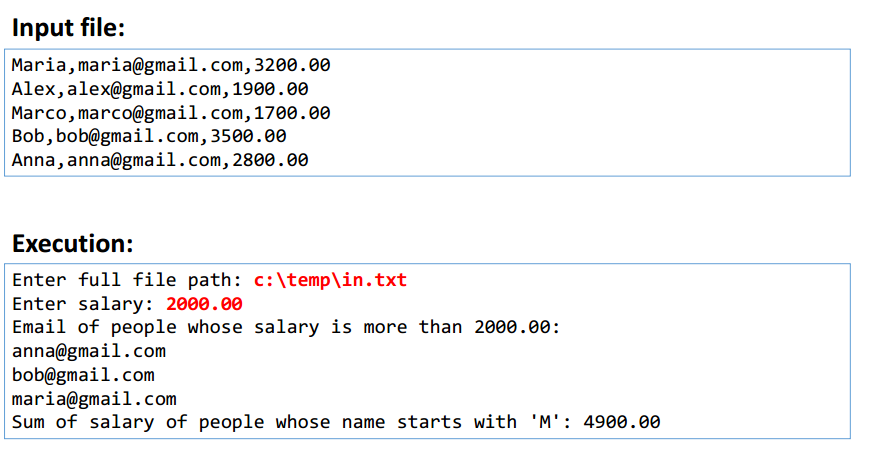 Input file:
Maria,maria@gmail.com,3200.00
Alex,alex@gmail.com,1900.00
Marco,marco@gmail.com,1700.00
Bob,bob@gmail.com,3500.00
Anna,anna@gmail.com,2800.00
Execution:
Enter full file path: c:\temp\in.txt
Enter salary: 2000.00
Email of people whose salary is more than 2000.00:
anna@gmail.com
bob@gmail.com
maria@gmail.com
Sum of salary of people whose name starts with 'M': 4900.00